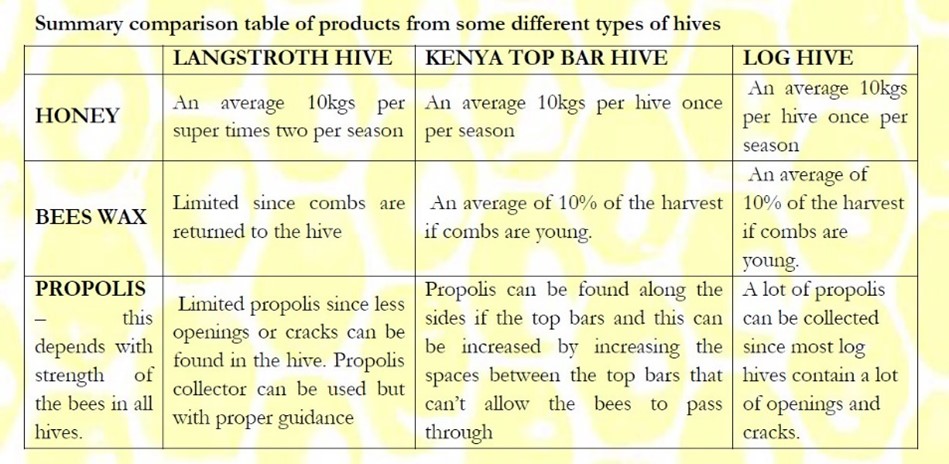 Summary comparison table of products from some different types of hives
LANGSTROTH HIVE
KENYA TOP BAR HIVE
LOG HIVE
HONEY
An average 10kgs per
super times two per season
An average 10kgs per hive once
per season
An average 10kgs
per hive once per
season
BEES WAX
Limited since combs are
returned to the hive
An average of 10% of the harvest
if combs are young.
An average of
10% of the harvest
if combs are
young.
PROPOLIS
– this
depends with
strength of
the bees in all
hives.
Limited propolis since less
openings or cracks can be
found in the hive. Propolis
collector can be used but
with proper guidance
Propolis can be found along the
sides if the top bars and this can
be increased by increasing the
spaces between the top bars that
can't allow the bees to pass
through
A lot of propolis
can be collected
since most log
hives contain a lot
of openings and
cracks.